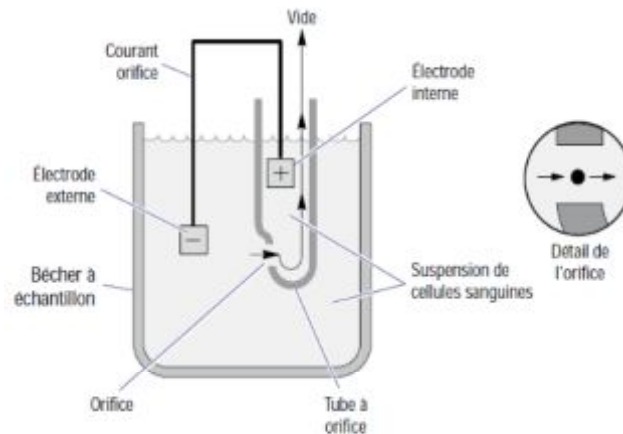 Vide
Courant
orifice
Électrode
interne
+
Électrode
externe
−
Détail de
l'orifice
Bécher à
échantillon
Suspension de
cellules sanguines
Orifice
Tube à
orifice